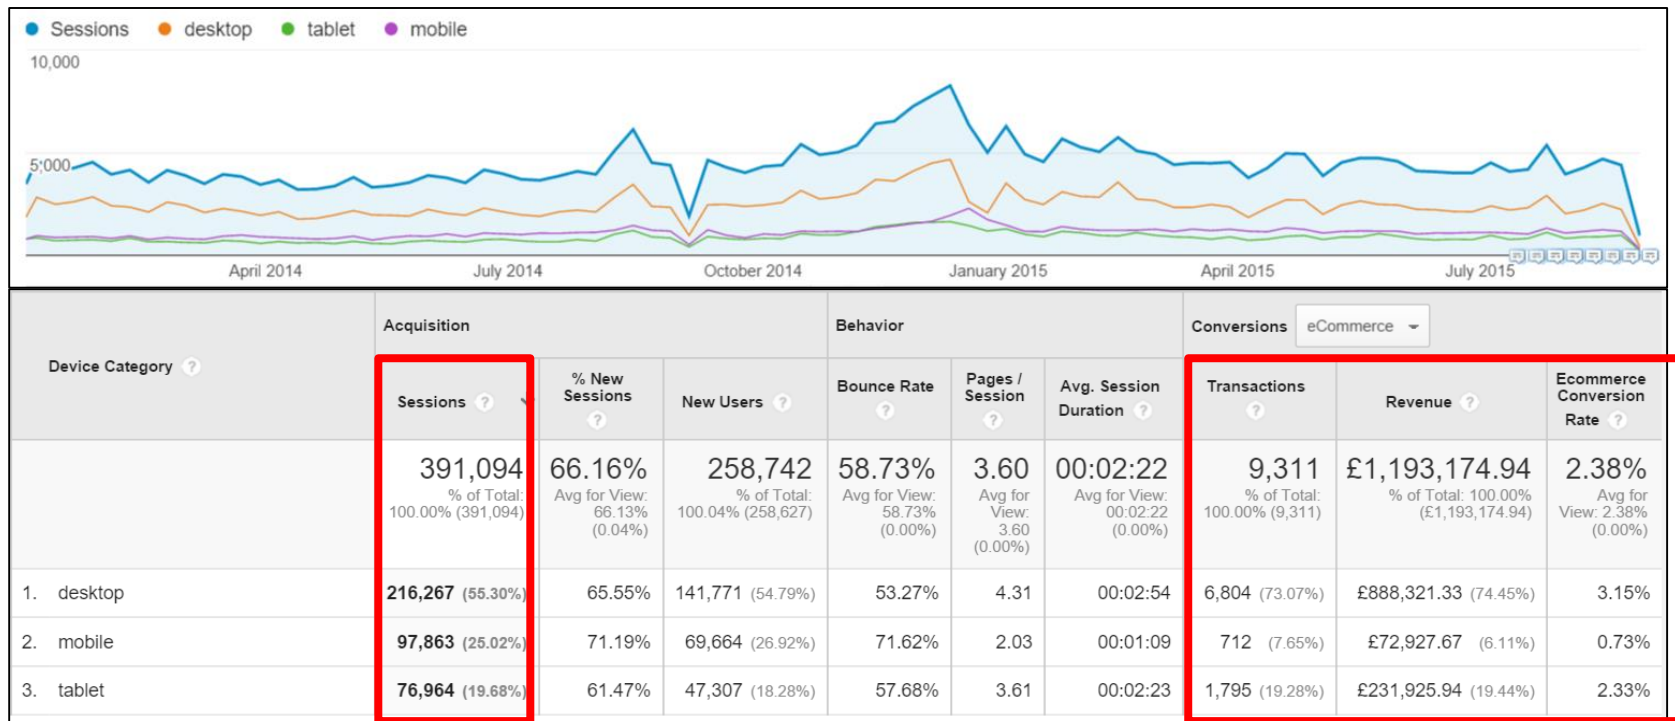 Sessions desktop tablet mobile
10,000
5,000
April 2014 July 2014 October 2014 January 2015 April 2015 July 2015
Device Category ?
Acquisition
Behavior
Conversions eCommerce
Sessions ?
% New
Sessions
?
New Users ?
Bounce Rate
?
Pages /
Session
?
Avg. Session
Duration ?
Transactions
?
Revenue ?
Ecommerce
Conversion
Rate ?
391,094
% of Total:
100.00% (391,094)
66.16%
Avg for View:
66.13%
(0.04%)
258,742
% of Total:
100.04% (258,627)
58.73%
Avg for View:
58.73%
(0.00%)
3.60
Avg for
View:
3.60
(0.00%)
00:02:22
Avg for View:
00:02:22
(0.00%)
9,311
% of Total:
100.00% (9,311)
£1,193,174.94
% of Total: 100.00%
(£1,193,174.94)
2.38%
Avg for
View: 2.38%
(0.00%)
1. desktop 216,267 (55.30%) 65.55% 141,771 (54.79%) 53.27% 4.31 00:02:54 6,804 (73.07%) £888,321.33 (74.45%) 3.15%
2. mobile 97,863 (25.02%) 71.19% 69,664 (26.92%) 71.62% 2.03 00:01:09 712 (7.65%) £72,927.67 (6.11%) 0.73%
3. tablet 76,964 (19.68%) 61.47% 47,307 (18.28%) 57.68% 3.61 00:02:23 1,795 (19.28%) £231,925.94 (19.44%) 2.33%